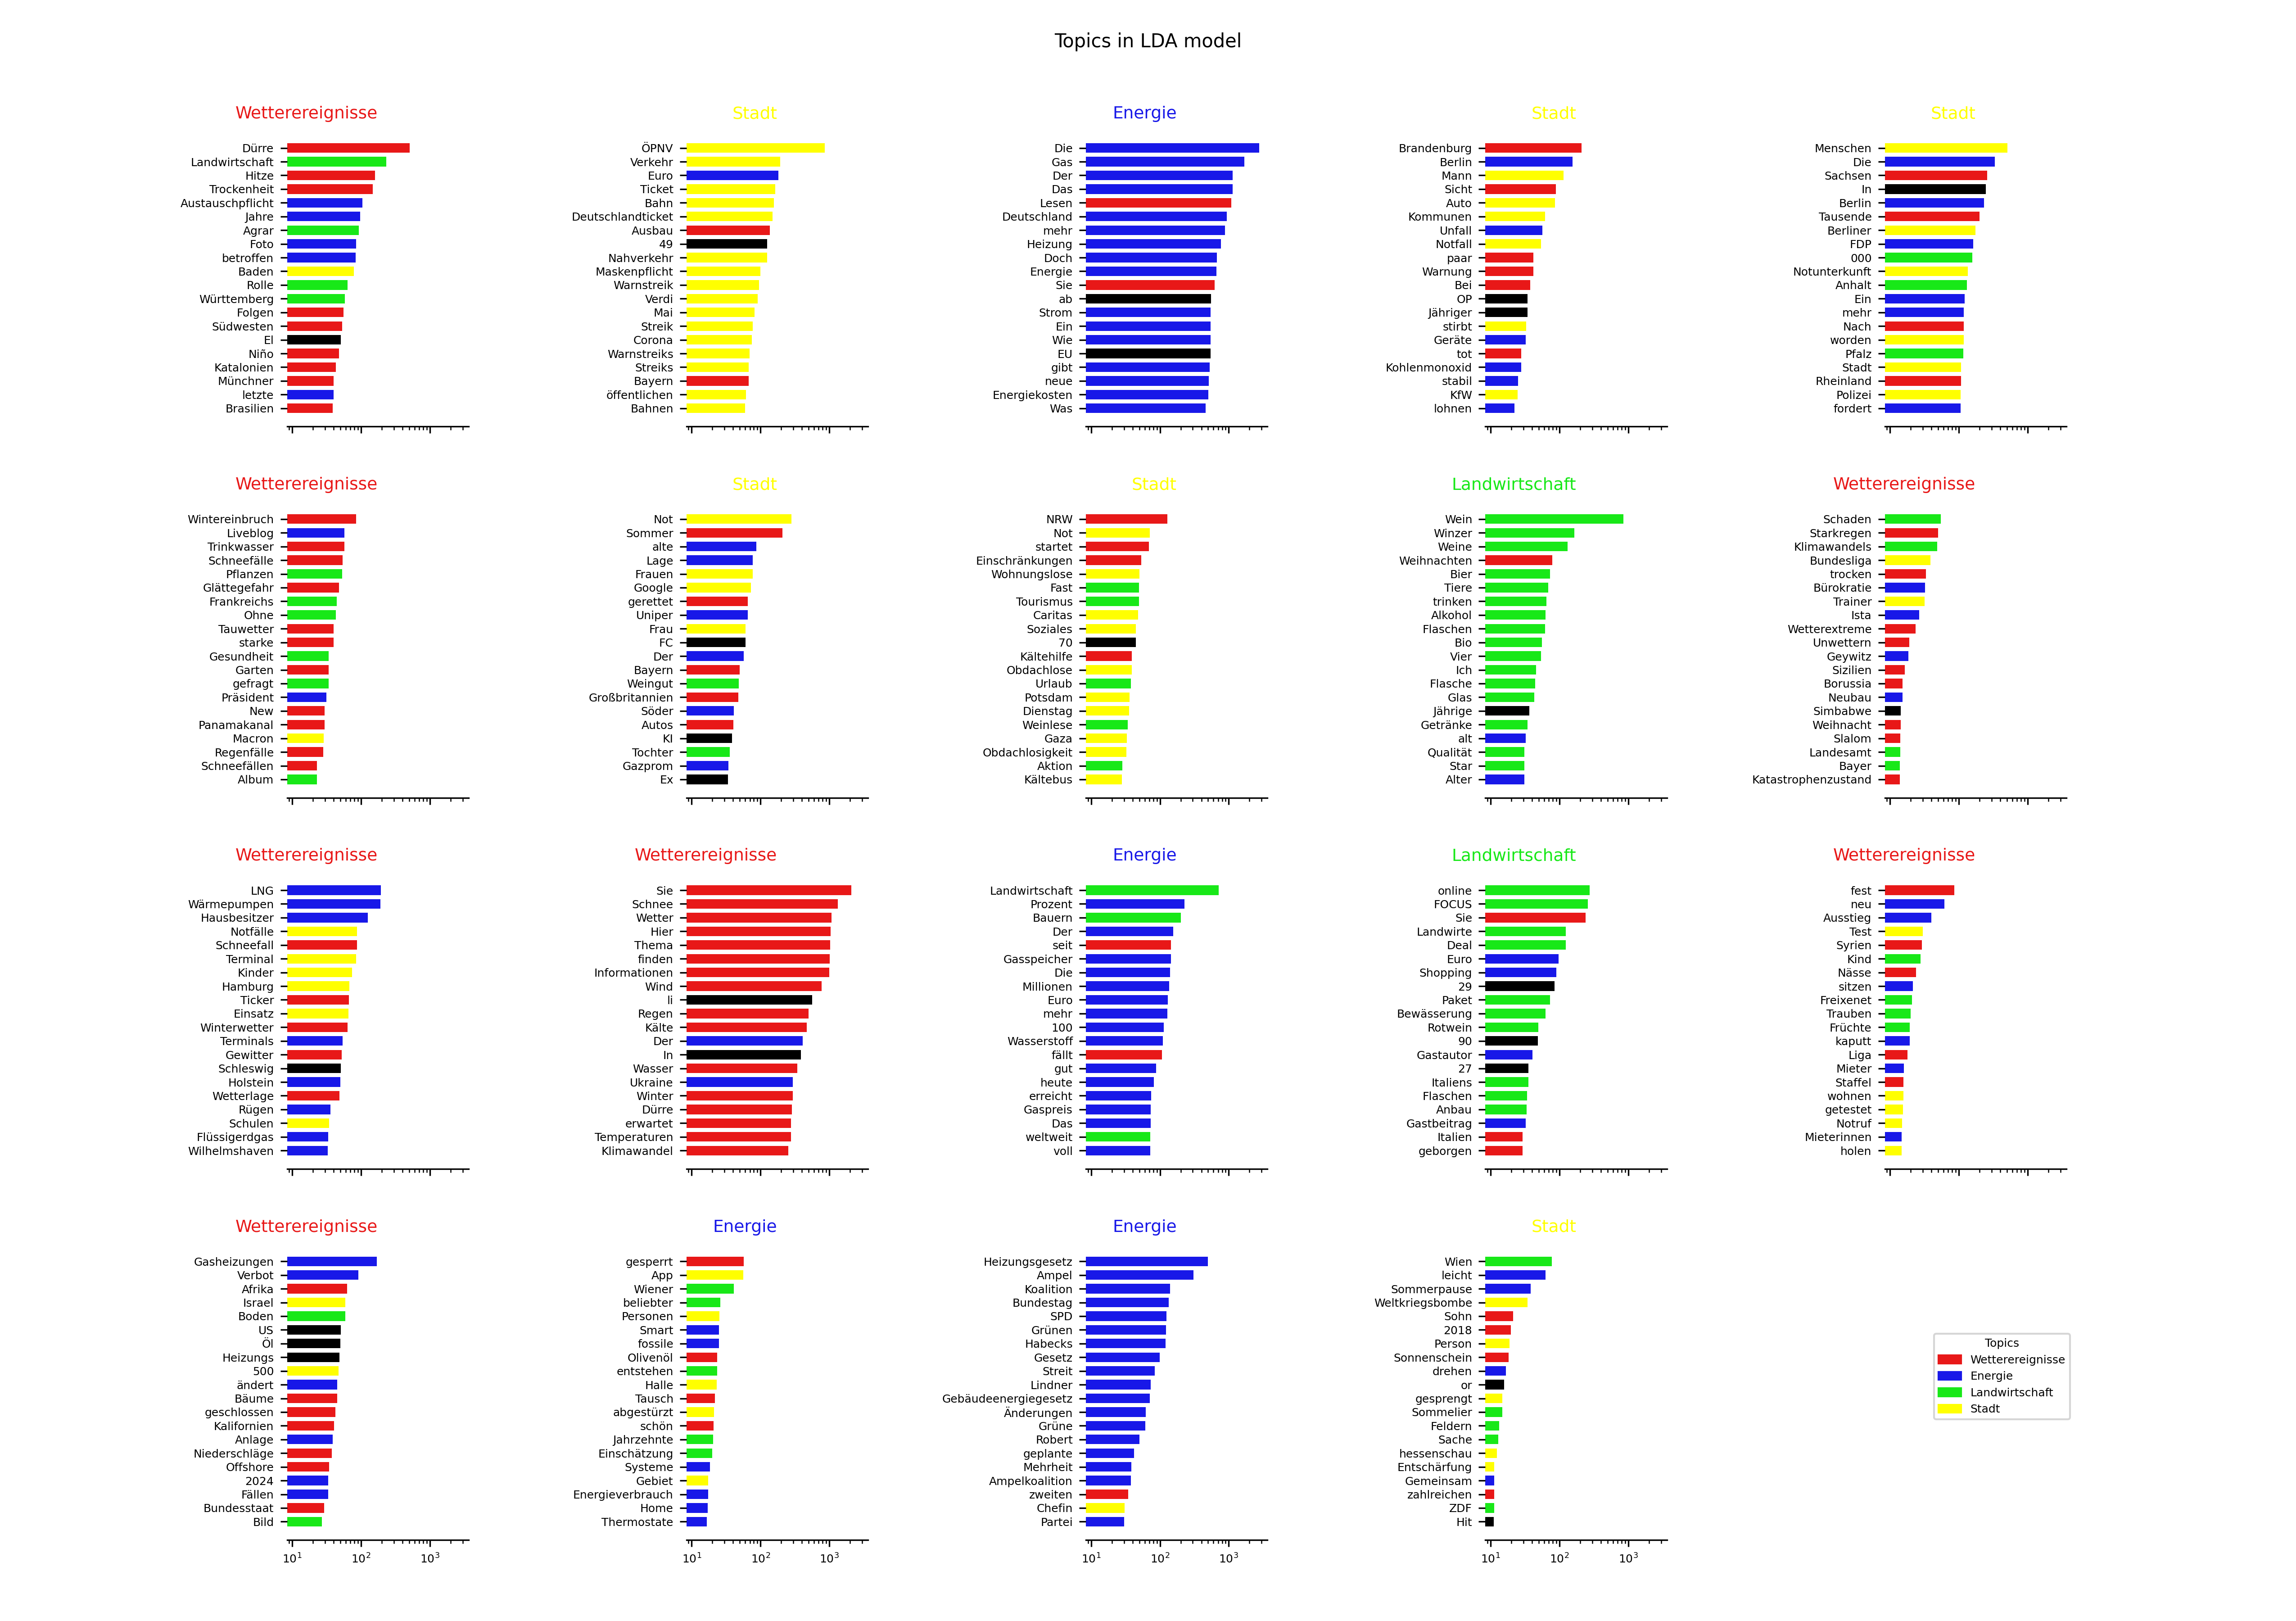 Topics in LDA model
Wetterereignisse
Dürre
Landwirtschaft
Hitze
Trockenheit
Austauschpflicht
Jahre
Agrar
Foto
betroffen
Baden
Rolle
Württemberg
Folgen
Südwesten
El
Niño
Katalonien
Münchner
letzte
Brasilien
Stadt
ÖPNV
Verkehr
Euro
Ticket
Bahn
Deutschlandticket
Ausbau
49
Nahverkehr
Maskenpflicht
Warnstreik
Verdi
Mai
Streik
Corona
Warnstreiks
Streiks
Bayern
öffentlichen
Bahnen
Energie
Die
Gas
Der
Das
Lesen
Deutschland
mehr
Heizung
Doch
Energie
Sie
ab
Strom
Ein
Wie
EU
gibt
neue
Energiekosten
Was
Stadt
Brandenburg
Berlin
Mann
Sicht
Auto
Kommunen
Unfall
Notfall
paar
Warnung
Bei
OP
Jähriger
stirbt
Geräte
tot
Kohlenmonoxid
stabil
KfW
lohnen
Stadt
Menschen
Die
Sachsen
In
Berlin
Tausende
Berliner
FDP
000
Notunterkunft
Anhalt
Ein
mehr
Nach
worden
Pfalz
Stadt
Rheinland
Polizei
fordert
Wetterereignisse
Wintereinbruch
Liveblog
Trinkwasser
Schneefälle
Pflanzen
Glättegefahr
Frankreichs
Ohne
Tauwetter
starke
Gesundheit
Garten
gefragt
Präsident
New
Panamakanal
Macron
Regenfälle
Schneefällen
Album
Stadt
Not
Sommer
alte
Lage
Frauen
Google
gerettet
Uniper
Frau
FC
Der
Bayern
Weingut
Großbritannien
Söder
Autos
KI
Tochter
Gazprom
Ex
Stadt
NRW
Not
startet
Einschränkungen
Wohnungslose
Fast
Tourismus
Caritas
Soziales
70
Kältehilfe
Obdachlose
Urlaub
Potsdam
Dienstag
Weinlese
Gaza
Obdachlosigkeit
Aktion
Kältebus
Landwirtschaft
Wein
Winzer
Weine
Weihnachten
Bier
Tiere
trinken
Alkohol
Flaschen
Bio
Vier
Ich
Flasche
Glas
Jährige
Getränke
alt
Qualität
Star
Alter
Wetterereignisse
Schaden
Starkregen
Klimawandels
Bundesliga
trocken
Bürokratie
Trainer
Ista
Wetterextreme
Unwettern
Geywitz
Sizilien
Borussia
Neubau
Simbabwe
Weihnacht
Slalom
Landesamt
Bayer
Katastrophenzustand
Wetterereignisse
LNG
Wärmepumpen
Hausbesitzer
Notfälle
Schneefall
Terminal
Kinder
Hamburg
Ticker
Einsatz
Winterwetter
Terminals
Gewitter
Schleswig
Holstein
Wetterlage
Rügen
Schulen
Flüssigerdgas
Wilhelmshaven
Wetterereignisse
Sie
Schnee
Wetter
Hier
Thema
finden
Informationen
Wind
li
Regen
Kälte
Der
In
Wasser
Ukraine
Winter
Dürre
erwartet
Temperaturen
Klimawandel
Energie
Landwirtschaft
Prozent
Bauern
Der
seit
Gasspeicher
Die
Millionen
Euro
mehr
100
Wasserstoff
fällt
gut
heute
erreicht
Gaspreis
Das
weltweit
voll
Landwirtschaft
online
FOCUS
Sie
Landwirte
Deal
Euro
Shopping
29
Paket
Bewässerung
Rotwein
90
Gastautor
27
Italiens
Flaschen
Anbau
Gastbeitrag
Italien
geborgen
Wetterereignisse
fest
neu
Ausstieg
Test
Syrien
Kind
Nässe
sitzen
Freixenet
Trauben
Früchte
kaputt
Liga
Mieter
Staffel
wohnen
getestet
Notruf
Mieterinnen
holen
Wetterereignisse
Gasheizungen
Verbot
Afrika
Israel
Boden
US
Öl
Heizungs
500
ändert
Bäume
geschlossen
Kalifornien
Anlage
Niederschläge
Offshore
2024
Fällen
Bundesstaat
Bild
10¹ 10² 10³
Energie
gesperrt
App
Wiener
beliebter
Personen
Smart
fossile
Olivenöl
entstehen
Halle
Tausch
abgestürzt
schön
Jahrzehnte
Einschätzung
Systeme
Gebiet
Energieverbrauch
Home
Thermostate
10¹ 10² 10³
Energie
Heizungsgesetz
Ampel
Koalition
Bundestag
SPD
Grünen
Habecks
Gesetz
Streit
Lindner
Gebäudeenergiegesetz
Änderungen
Grüne
Robert
geplante
Mehrheit
Ampelkoalition
zweiten
Chefin
Partei
10¹ 10² 10³
Stadt
Wien
leicht
Sommerpause
Weltkriegsbombe
Sohn
2018
Person
Sonnenschein
drehen
or
gesprengt
Sommelier
Feldern
Sache
hessenschau
Entschärfung
Gemeinsam
zahlreichen
ZDF
Hit
10¹ 10² 10³
Topics
Wetterereignisse
Energie
Landwirtschaft
Stadt